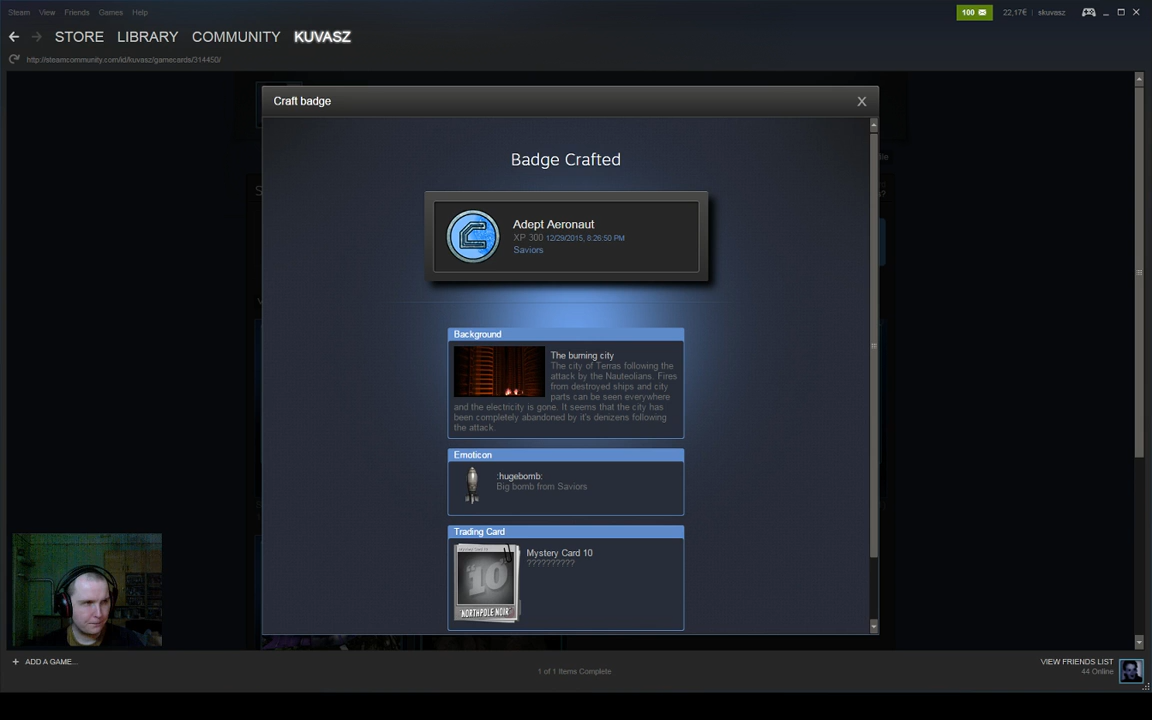 Steam View Friends Games Help
100
22,17€ skuvasz
STORE LIBRARY COMMUNITY KUVASZ
http://steamcommunity.com/id/kuvasz/gamecards/314450/
Craft badge
X
Badge Crafted
Adept Aeronaut
XP 300 12/29/2015, 8:26:50 PM
Saviors
Background
The burning city
The city of Terras following the
attack by the Nauteolians. Fires
from destroyed ships and city
parts can be seen everywhere
and the electricity is gone. It seems that the city has
been completely abandoned by it's denizens following
the attack.
Emoticon
:hugebomb:
Big bomb from Saviors
Trading Card
Mystery Card 10
??????????
10
NORTHPOLE NOIR
+ ADD A GAME...
1 of 1 Items Complete
VIEW FRIENDS LIST
44 Online